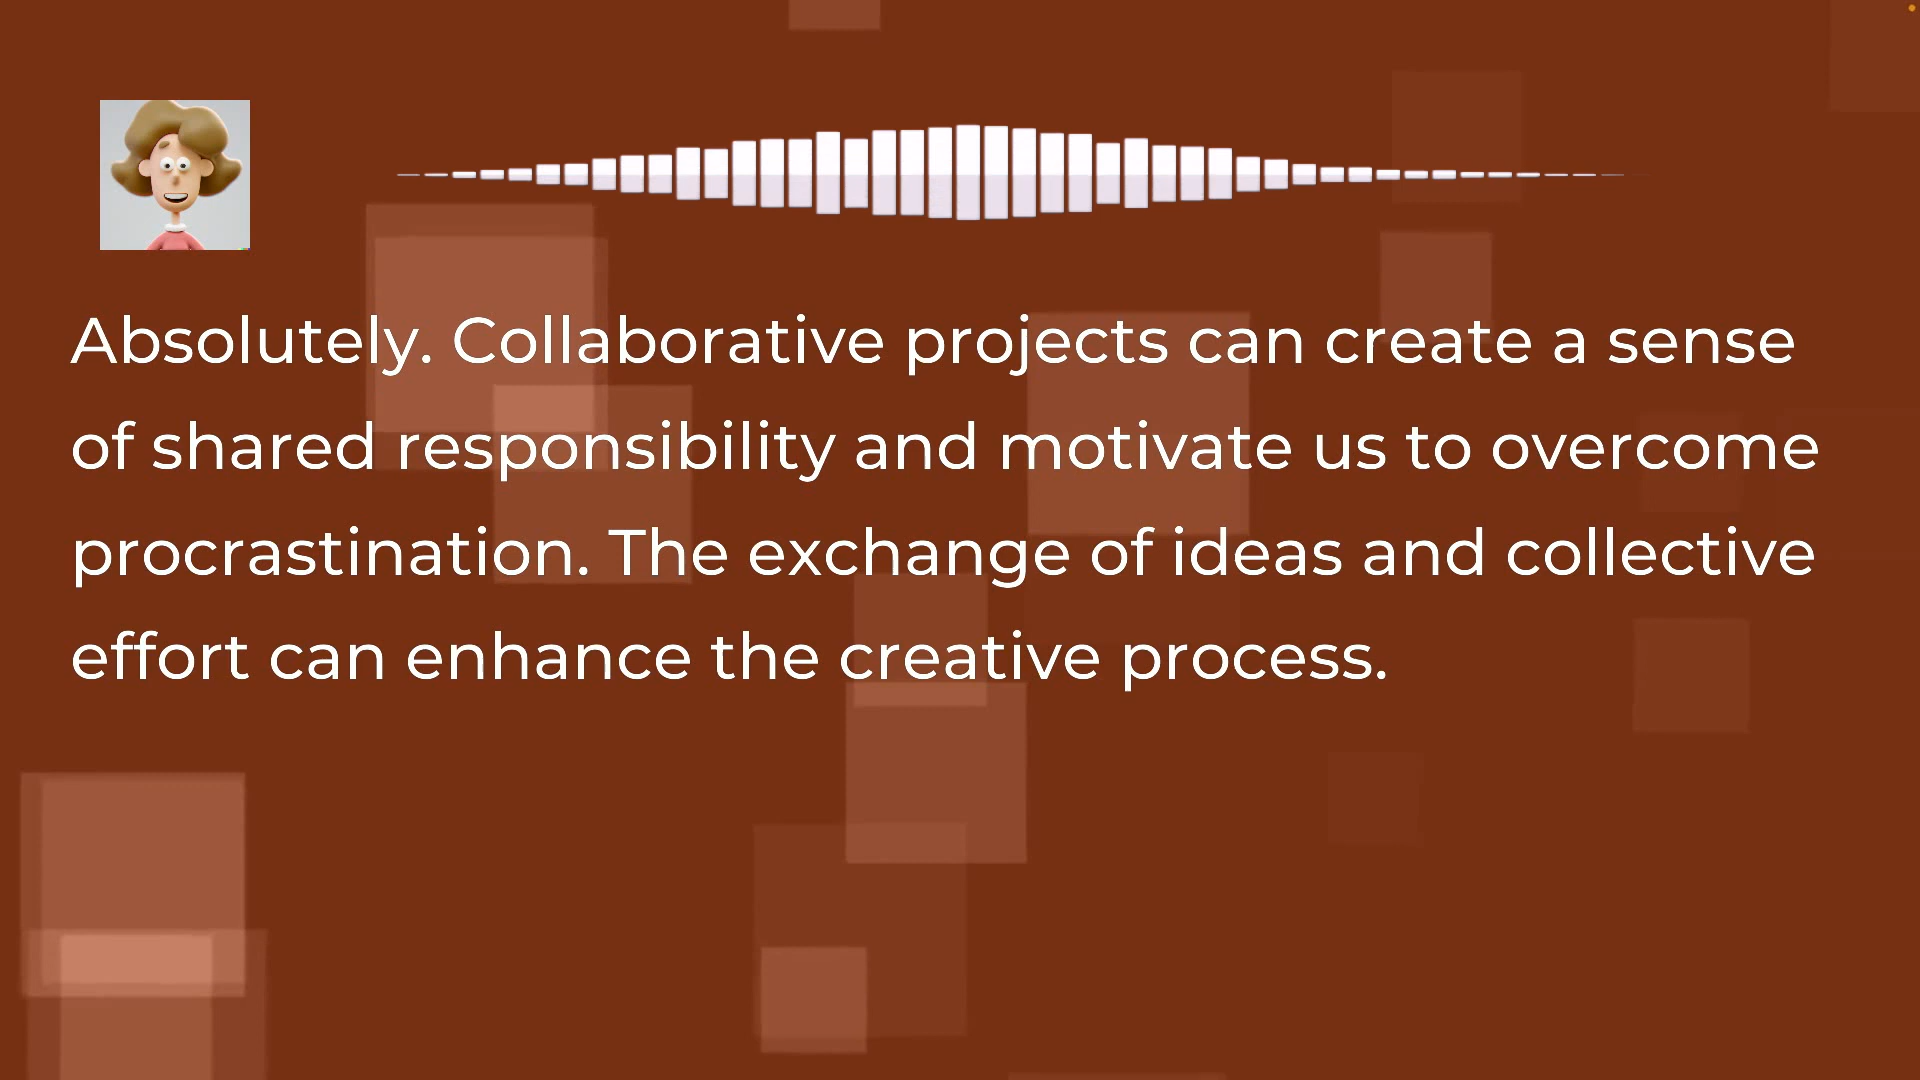 Absolutely. Collaborative projects can create a sense
of shared responsibility and motivate us to overcome
procrastination. The exchange of ideas and collective
effort can enhance the creative process.